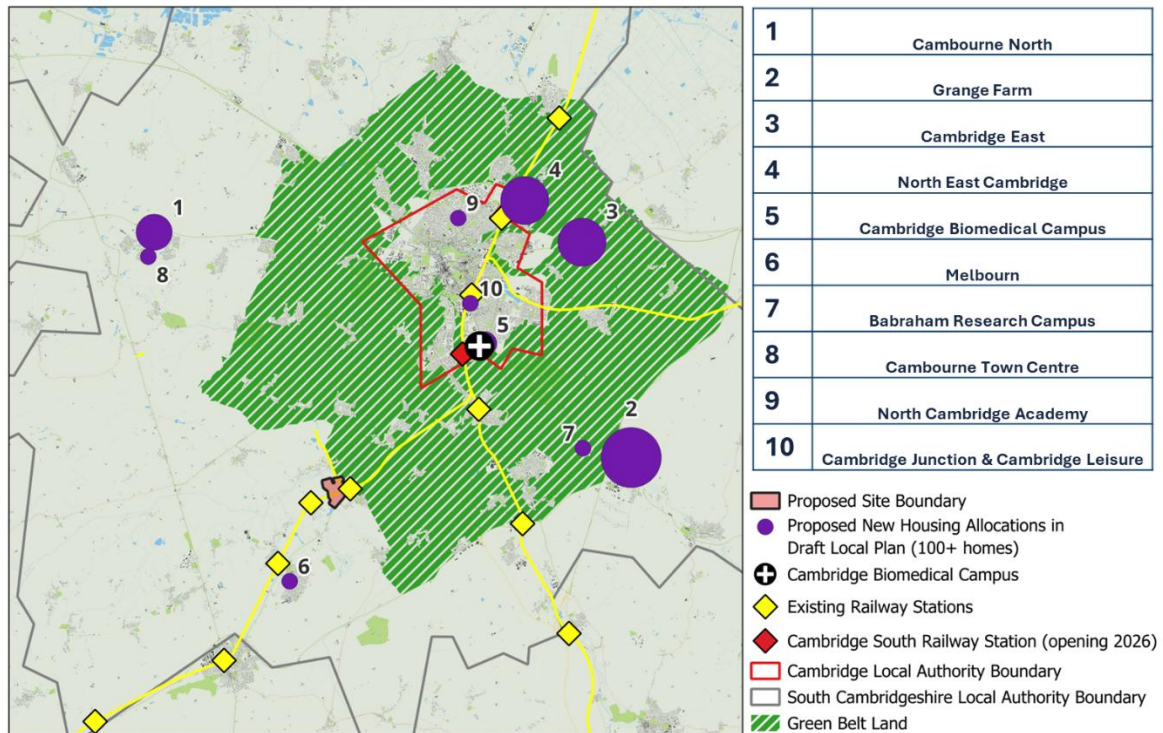 1 Cambourne North
2 Grange Farm
3 Cambridge East
4 North East Cambridge
5 Cambridge Biomedical Campus
6 Melbourn
7 Babraham Research Campus
8 Cambourne Town Centre
9 North Cambridge Academy
10 Cambridge Junction & Cambridge Leisure
Proposed Site Boundary
Proposed New Housing Allocations in
Draft Local Plan (100+ homes)
Cambridge Biomedical Campus
Existing Railway Stations
Cambridge South Railway Station (opening 2026)
Cambridge Local Authority Boundary
South Cambridgeshire Local Authority Boundary
Green Belt Land
4
9
1
3
8
10
5
2
7
6